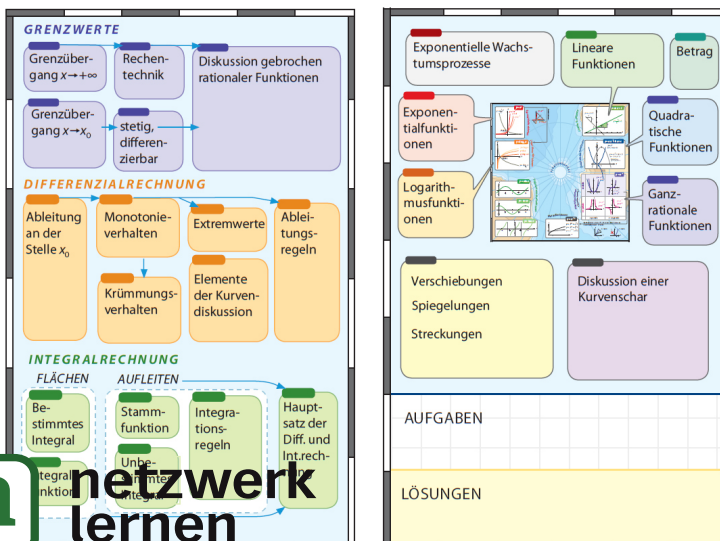 GRENZWERTE
Grenzüber-
gang x→+∞
Rechen-
technik
Diskussion gebrochen
rationaler Funktionen
Grenzüber-
gang x→x₀
stetig,
differen-
zierbar
DIFFERENZIALRECHNUNG
Ableitung
an der
Stelle x₀
Monotonie-
verhalten
Extremwerte
Ablei-
tungs-
regeln
Krümmungs-
verhalten
Elemente
der Kurven-
diskussion
INTEGRALRECHNUNG
FLÄCHEN
AUFLEITEN
Be-
stimmtes
Integral
Stamm-
funktion
Integra-
tions-
regeln
Haupt-
satz der
Diff. und
Int.rech-
Unbe-
stimmtes
Integral
netzwerk
lernen
Exponentielle Wachs-
tumsprozesse
Lineare
Funktionen
Betrag
Exponen-
tialfunkti-
onen
Quadra-
tische
Funktionen
Logarith-
musfunkti-
onen
Ganz-
rationale
Funktionen
Verschiebungen
Spiegelungen
Streckungen
Diskussion einer
Kurvenschar
AUFGABEN
LÖSUNGEN